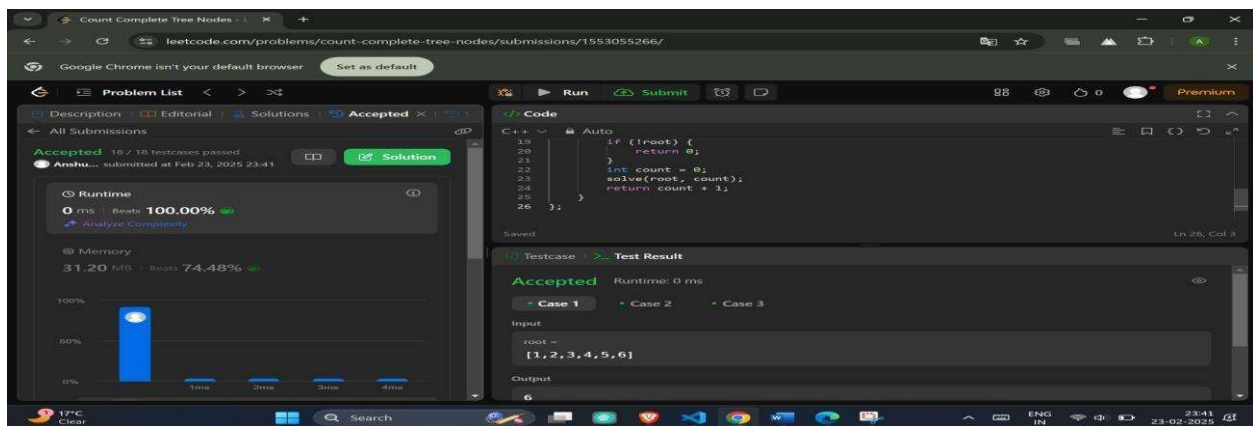 Count Complete Tree Nodes - L
leetcode.com/problems/count-complete-tree-nodes/submissions/1553055266/
A
Google Chrome isn't your default browser Set as default
Problem List Run Submit 0 Premium
Description Editorial Solutions Accepted
All Submissions
Accepted 18 / 18 testcases passed
Anshu... submitted at Feb 23, 2025 23:41
Solution
Runtime
0 ms Beats 100.00%
Analyze Complexity
Memory
31.20 MB Beats 74.48%
100%
50%
0%
1ms 2ms 3ms 4ms
</> Code
C++ Auto
19 if (!root) {
20 return 0;
21 }
22 int count = 0;
23 solve(root, count);
24 return count + 1;
25 }
26 };
Saved Ln 26, Col 3
Testcase >_ Test Result
Accepted Runtime: 0 ms
• Case 1 • Case 2 • Case 3
Input
root =
[1,2,3,4,5,6]
Output
6
17°C
Clear
Search
ENG
IN
23:41
23-02-2025